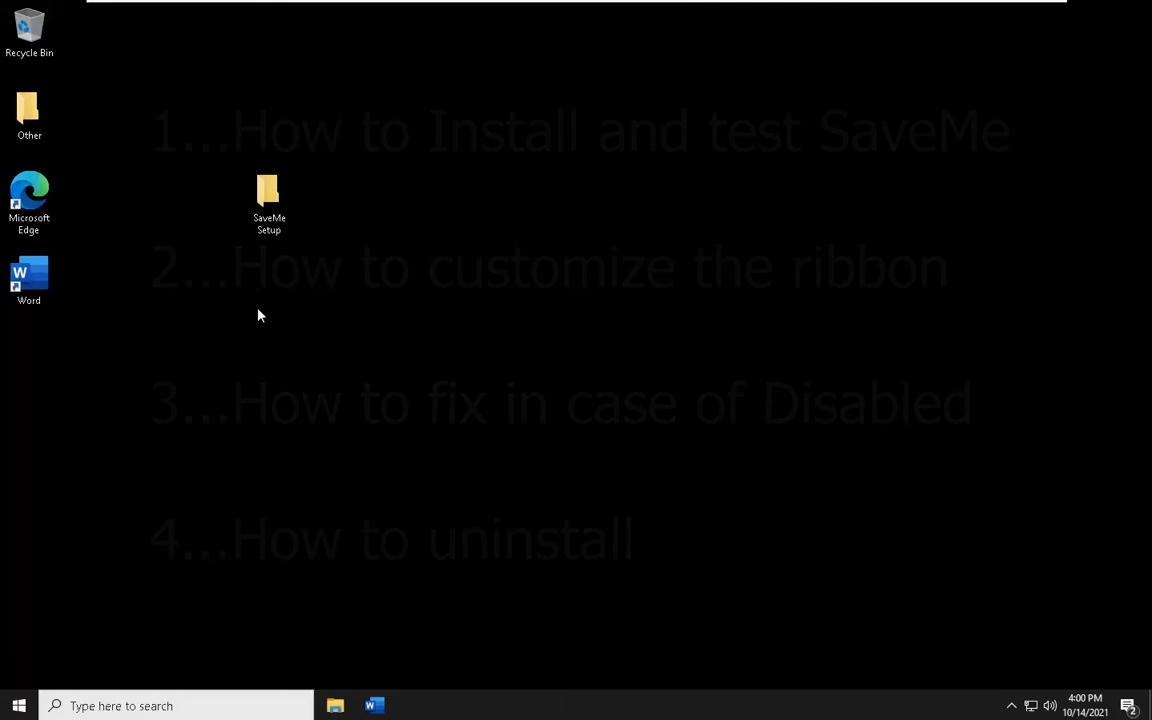 Recycle Bin
1...How to Install and test SaveMe
Other
SaveMe
Setup
Microsoft
Edge
2...How to customize the ribbon
W
Word
3...How to fix in case of Disabled
4...How to uninstall
Type here to search
W
4:00 PM
10/14/2021
2